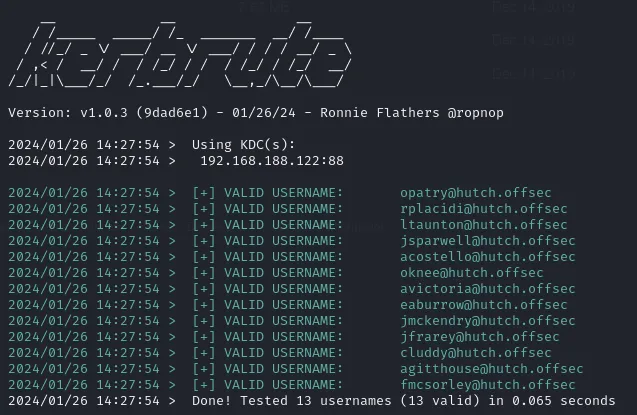 kerbrute
Version: v1.0.3 (9dad6e1) - 01/26/24 - Ronnie Flathers @ropnop
2024/01/26 14:27:54 >  Using KDC(s):
2024/01/26 14:27:54 >   192.168.188.122:88
2024/01/26 14:27:54 >  [+] VALID USERNAME:       opatry@hutch.offsec
2024/01/26 14:27:54 >  [+] VALID USERNAME:       rplacidi@hutch.offsec
2024/01/26 14:27:54 >  [+] VALID USERNAME:       ltaunton@hutch.offsec
2024/01/26 14:27:54 >  [+] VALID USERNAME:       jsparwell@hutch.offsec
2024/01/26 14:27:54 >  [+] VALID USERNAME:       acostello@hutch.offsec
2024/01/26 14:27:54 >  [+] VALID USERNAME:       oknee@hutch.offsec
2024/01/26 14:27:54 >  [+] VALID USERNAME:       avictoria@hutch.offsec
2024/01/26 14:27:54 >  [+] VALID USERNAME:       eaburrow@hutch.offsec
2024/01/26 14:27:54 >  [+] VALID USERNAME:       jmckendry@hutch.offsec
2024/01/26 14:27:54 >  [+] VALID USERNAME:       jfrarey@hutch.offsec
2024/01/26 14:27:54 >  [+] VALID USERNAME:       cluddy@hutch.offsec
2024/01/26 14:27:54 >  [+] VALID USERNAME:       agitthouse@hutch.offsec
2024/01/26 14:27:54 >  [+] VALID USERNAME:       fmcsorley@hutch.offsec
2024/01/26 14:27:54 >  Done! Tested 13 usernames (13 valid) in 0.065 seconds